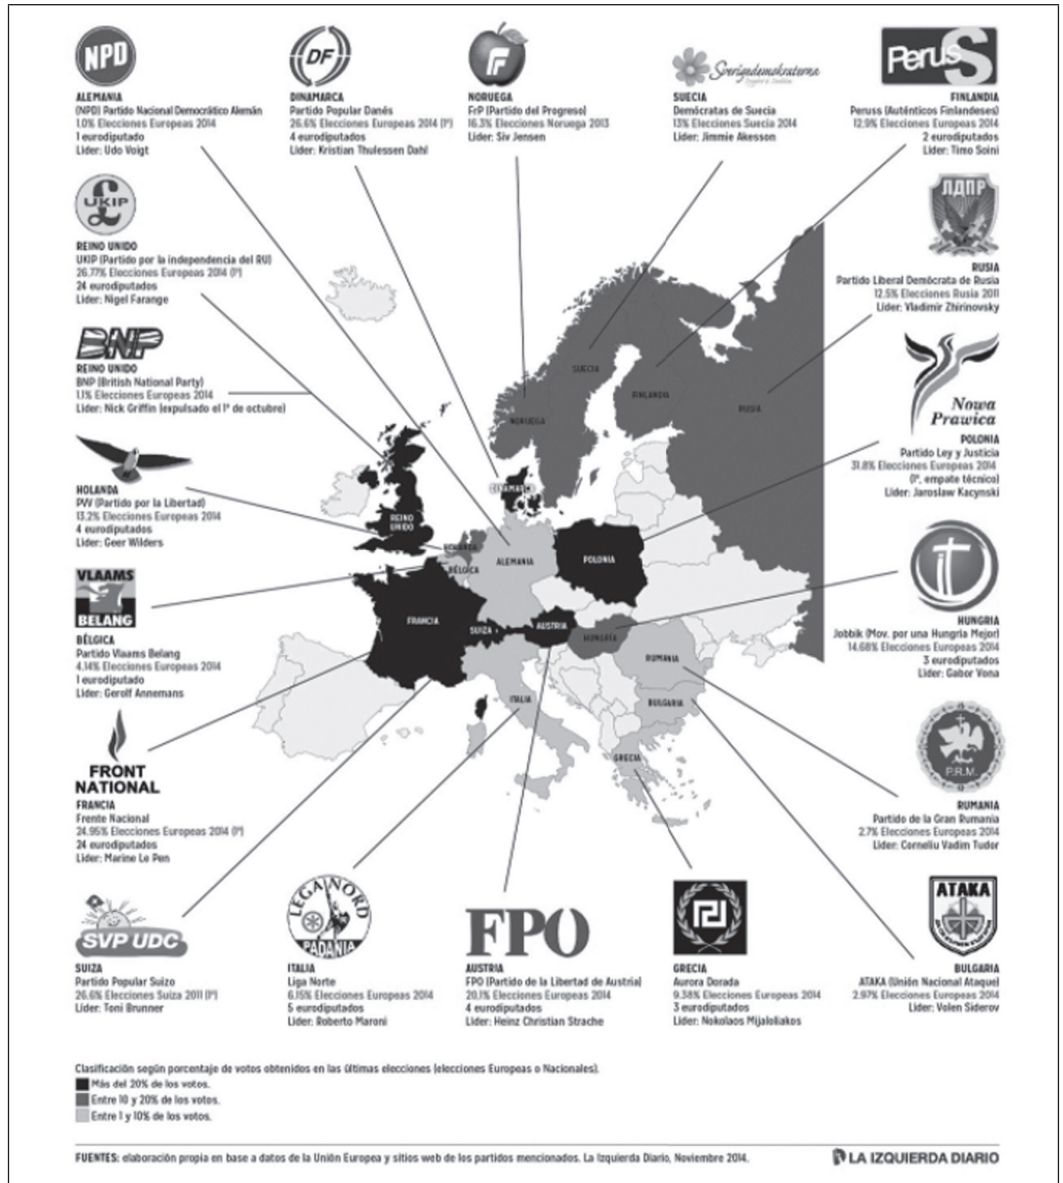 NPD
ALEMANIA
(NPD) Partido Nacional Democrático Alemán
1.0% Elecciones Europeas 2014
1 eurodiputado
Líder: Udo Voigt
DF
DINAMARCA
Partido Popular Danés
26.6% Elecciones Europeas 2014 (1º)
4 eurodiputados
Líder: Kristian Thulessen Dahl
F
NORUEGA
FrP (Partido del Progreso)
16.3% Elecciones Noruega 2013
Líder: Siv Jensen
Sverigedemokraterna
SUECIA
Demócratas de Suecia
13% Elecciones Suecia 2014
Líder: Jimmie Akesson
PerusS
FINLANDIA
Peruss (Auténticos Finlandeses)
12.9% Elecciones Europeas 2014
2 eurodiputados
Líder: Timo Soini
UKIP
REINO UNIDO
UKIP (Partido por la independencia del RU)
26.77% Elecciones Europeas 2014 (1º)
24 eurodiputados
Líder: Nigel Farange
ЛДПР
RUSIA
Partido Liberal Demócrata de Rusia
12.5% Elecciones Rusia 2011
Líder: Vladimir Zhirinovsky
BNP
REINO UNIDO
BNP (British National Party)
1.1% Elecciones Europeas 2014
Líder: Nick Griffin (expulsado el 1º de octubre)
Nowa
Prawica
POLONIA
Partido Ley y Justicia
31.8% Elecciones Europeas 2014
(1º, empate técnico)
Líder: Jaroslaw Kacynski
HOLANDA
PVV (Partido por la Libertad)
13.2% Elecciones Europeas 2014
4 eurodiputados
Líder: Geer Wilders
VLAAMS
BELANG
BÉLGICA
Partido Vlaams Belang
4.14% Elecciones Europeas 2014
1 eurodiputado
Líder: Gerolf Annemans
HUNGRIA
Jobbik (Mov. por una Hungría Mejor)
14.68% Elecciones Europeas 2014
3 eurodiputados
Líder: Gabor Vona
SUECIA
FINLANDIA
NORUEGA
RUSIA
DINAMARCA
REINO
UNIDO
HOLANDA
BÉLGICA
ALEMANIA
POLONIA
FRANCIA
SUIZA
AUSTRIA
HUNGRÍA
RUMANIA
ITALIA
BULGARIA
GRECIA
FRONT
NATIONAL
FRANCIA
Frente Nacional
24.95% Elecciones Europeas 2014 (1º)
24 eurodiputados
Líder: Marine Le Pen
P.R.M.
RUMANIA
Partido de la Gran Rumania
2.7% Elecciones Europeas 2014
Líder: Corneliu Vadim Tudor
SVP UDC
SUIZA
Partido Popular Suizo
26.6% Elecciones Suiza 2011 (1º)
Líder: Toni Brunner
LEGA NORD
PADANIA
ITALIA
Liga Norte
6.15% Elecciones Europeas 2014
5 eurodiputados
Líder: Roberto Maroni
FPO
AUSTRIA
FPO (Partido de la Libertad de Austria)
20,1% Elecciones Europeas 2014
4 eurodiputados
Líder: Heinz Christian Strache
GRECIA
Aurora Dorada
9.38% Elecciones Europeas 2014
3 eurodiputados
Líder: Nokolaos Mijaloliakos
ATAKA
BULGARIA
ATAKA (Unión Nacional Ataque)
2.97% Elecciones Europeas 2014
Líder: Volen Siderov
Clasificación según porcentaje de votos obtenidos en las últimas elecciones (elecciones Europeas o Nacionales).
Más del 20% de los votos.
Entre 10 y 20% de los votos.
Entre 1 y 10% de los votos.
FUENTES: elaboración propia en base a datos de la Unión Europea y sitios web de los partidos mencionados. La Izquierda Diario, Noviembre 2014.
LA IZQUIERDA DIARIO